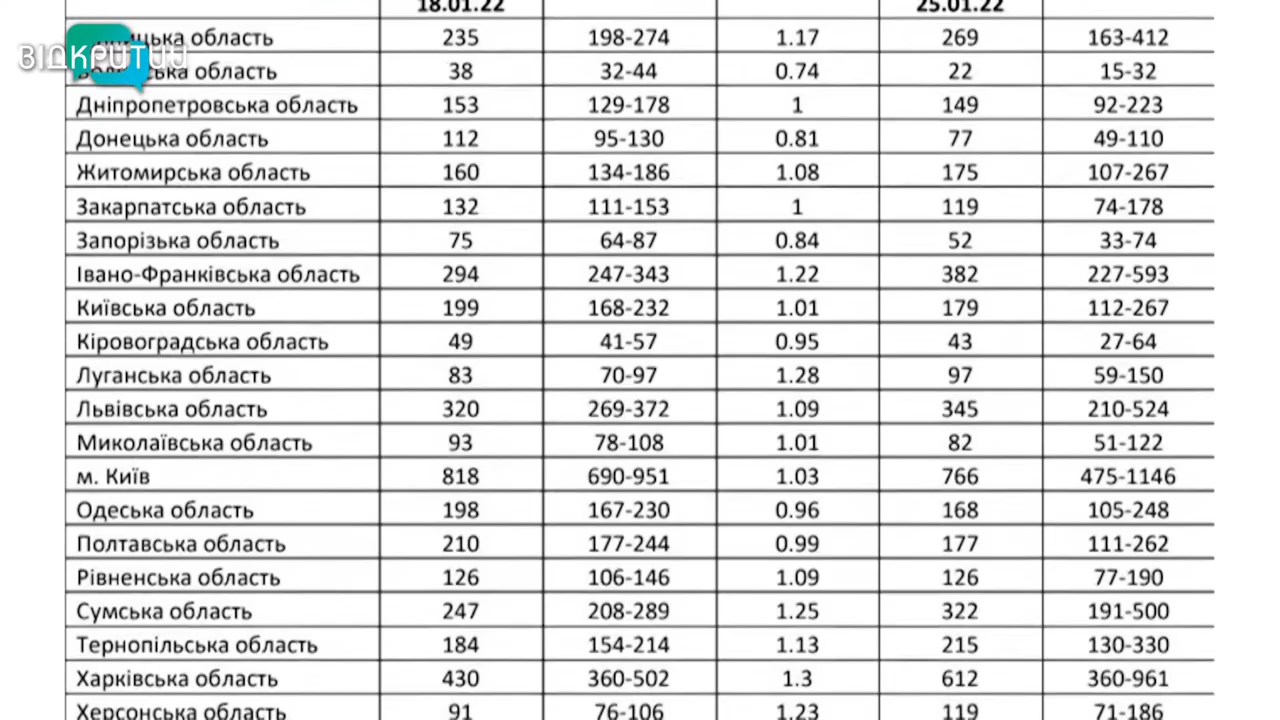 18.01.22 25.01.22
ВІДКРИТИЙ
область 235 198-274 1.17 269 163-412
область 38 32-44 0.74 22 15-32
Дніпропетровська область 153 129-178 1 149 92-223
Донецька область 112 95-130 0.81 77 49-110
Житомирська область 160 134-186 1.08 175 107-267
Закарпатська область 132 111-153 1 119 74-178
Запорізька область 75 64-87 0.84 52 33-74
Івано-Франківська область 294 247-343 1.22 382 227-593
Київська область 199 168-232 1.01 179 112-267
Кіровоградська область 49 41-57 0.95 43 27-64
Луганська область 83 70-97 1.28 97 59-150
Львівська область 320 269-372 1.09 345 210-524
Миколаївська область 93 78-108 1.01 82 51-122
м. Київ 818 690-951 1.03 766 475-1146
Одеська область 198 167-230 0.96 168 105-248
Полтавська область 210 177-244 0.99 177 111-262
Рівненська область 126 106-146 1.09 126 77-190
Сумська область 247 208-289 1.25 322 191-500
Тернопільська область 184 154-214 1.13 215 130-330
Харківська область 430 360-502 1.3 612 360-961
Херсонська область 91 76-106 1.23 119 71-186